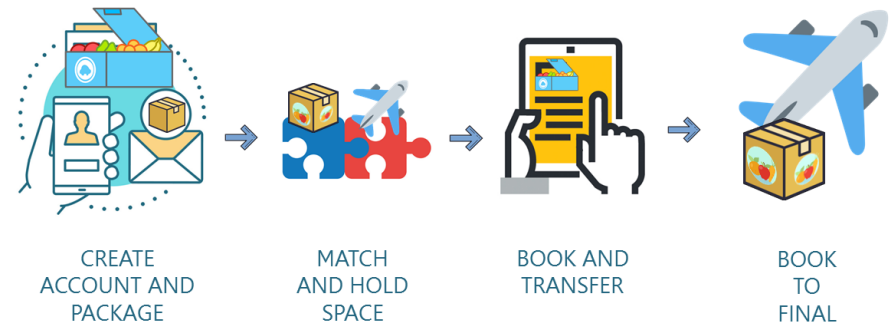 CREATE
ACCOUNT AND
PACKAGE
MATCH
AND HOLD
SPACE
BOOK AND
TRANSFER
BOOK
TO
FINAL